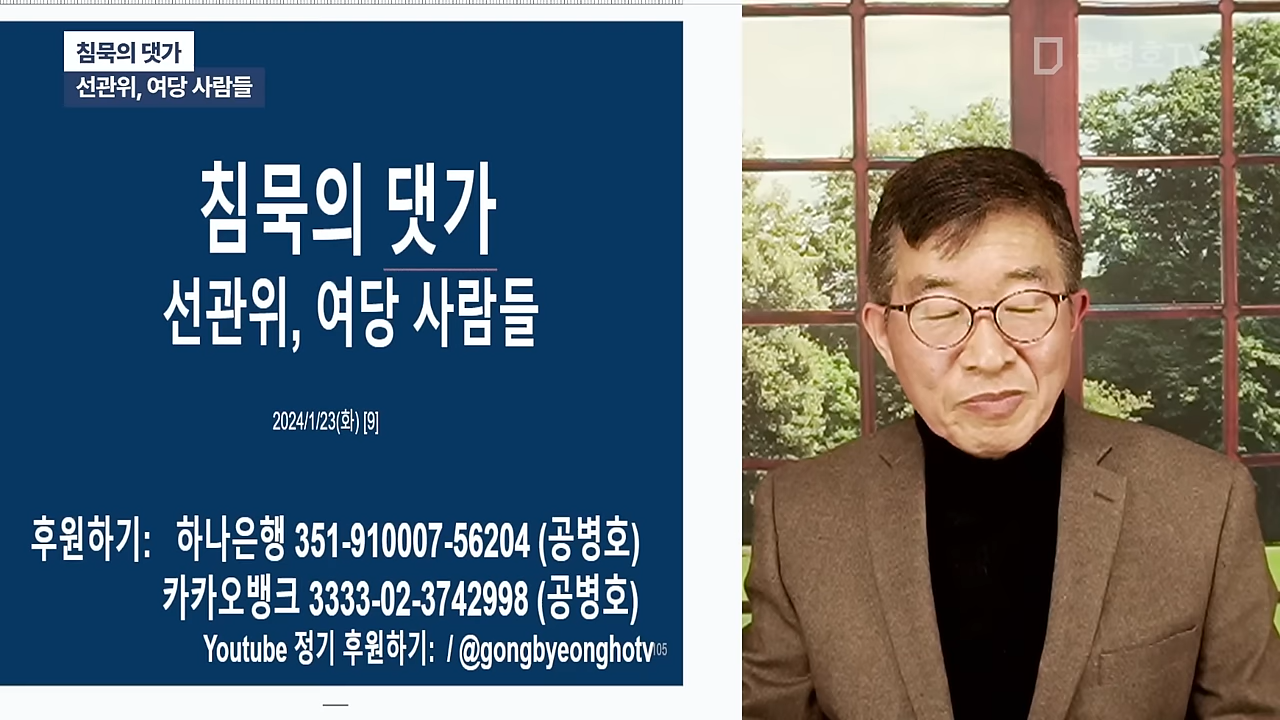 침묵의 댓가
선관위, 여당 사람들
공병호TV
침묵의 댓가
선관위, 여당 사람들
2024/1/23(화) [9]
후원하기: 하나은행 351-910007-56204 (공병호)
카카오뱅크 3333-02-3742998 (공병호)
Youtube 정기 후원하기: / @gongbyeonghotv
105